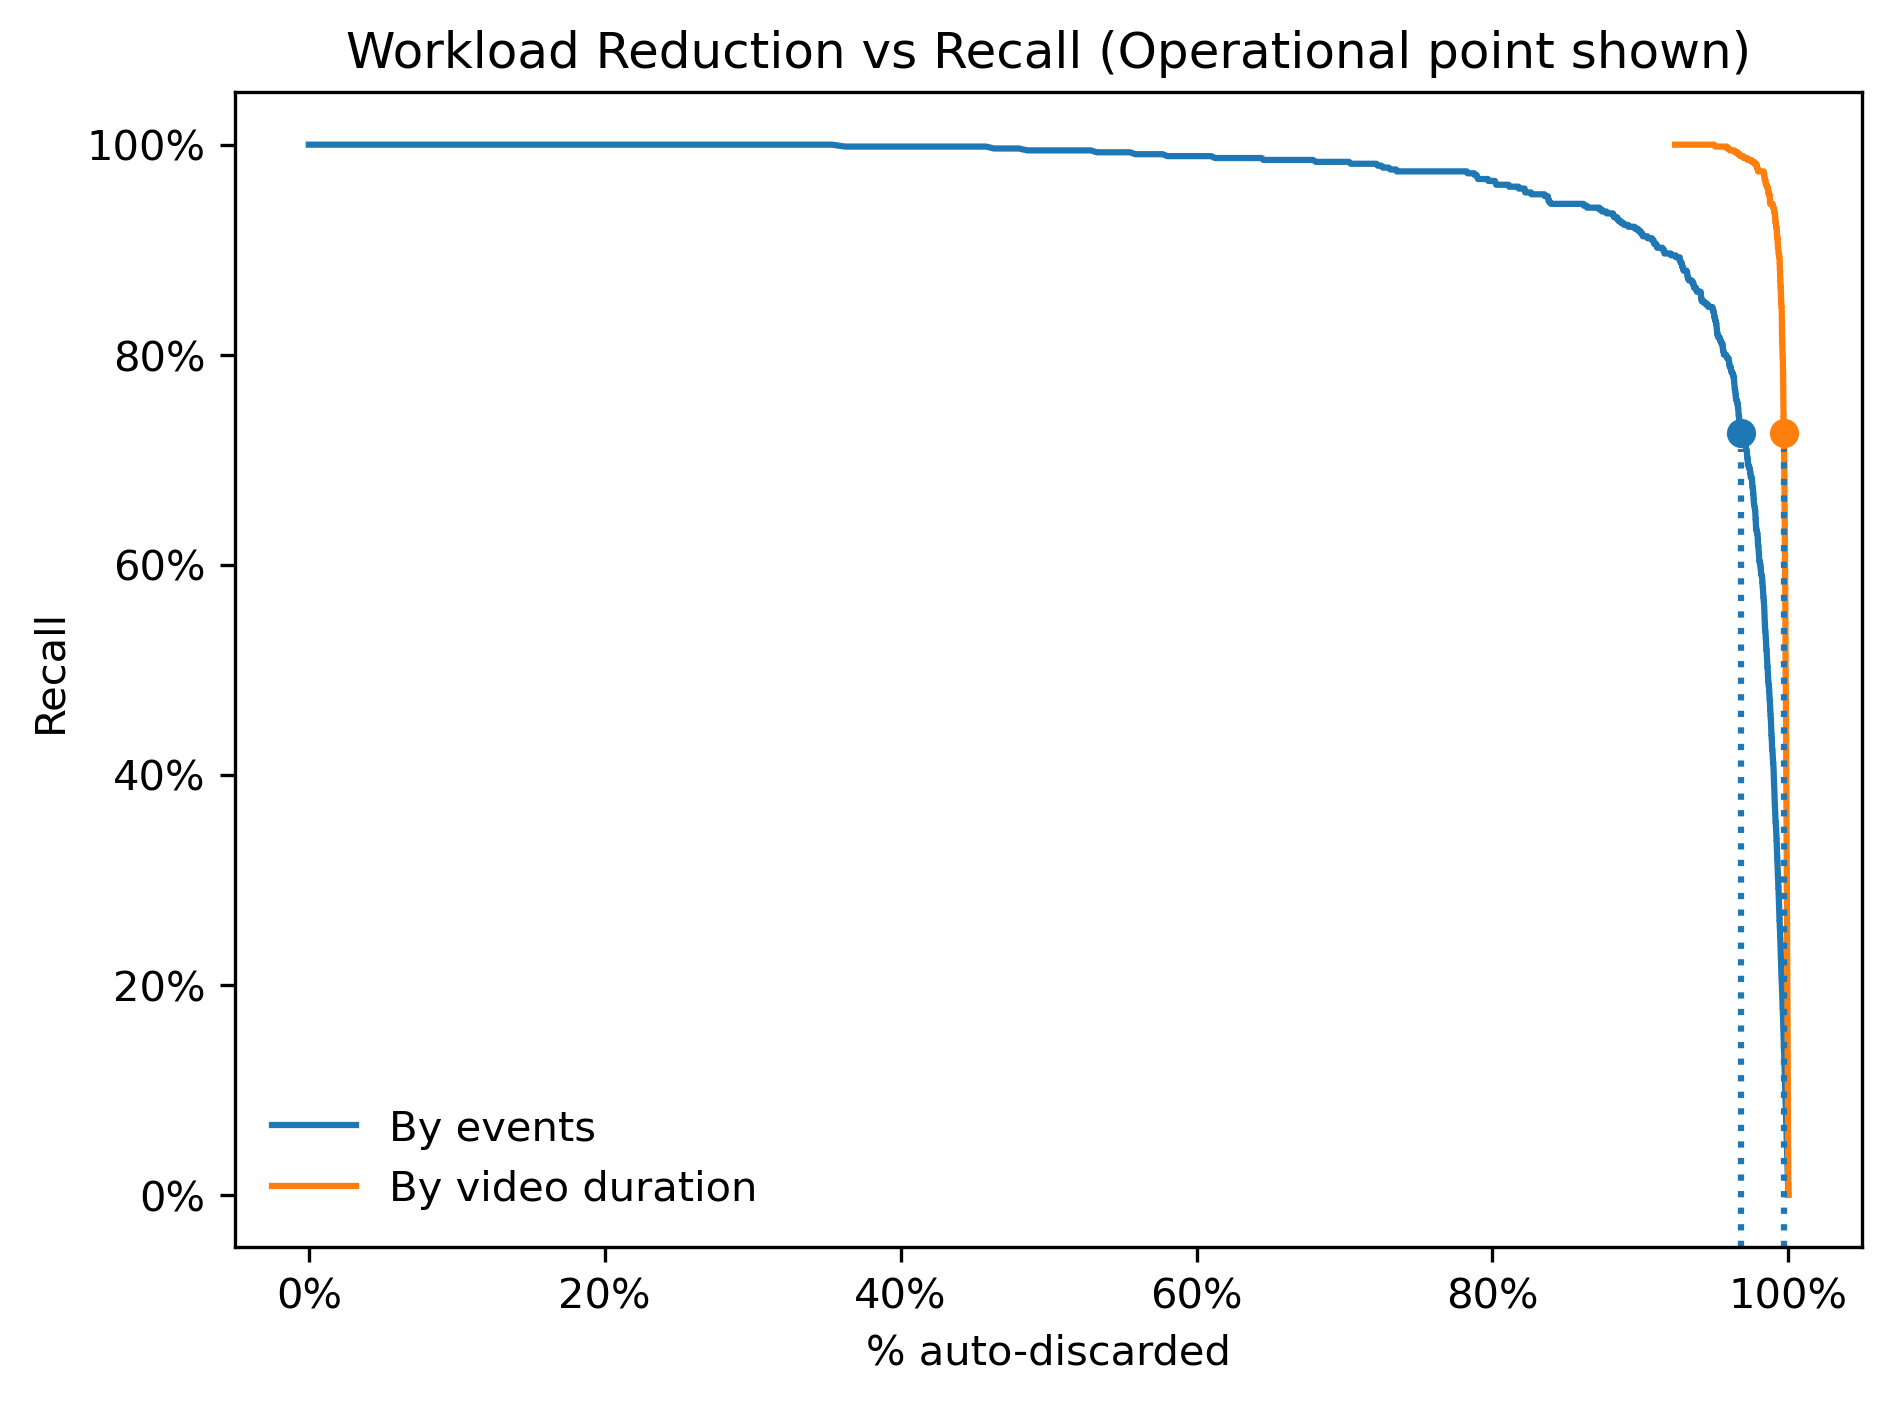 Workload Reduction vs Recall (Operational point shown)
100%
80%
60%
40%
20%
0%
Recall
By events
By video duration
0% 20% 40% 60% 80% 100%
% auto-discarded